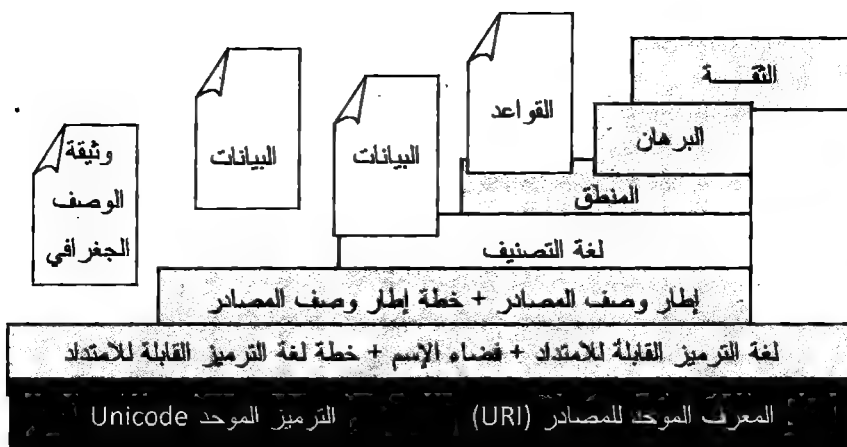 الثقـــة
القواعد
البرهان
البيانات
البيانات
وثيقة
الوصف
الجغرافي
المنطق
لغة التصنيف
إطار وصف المصادر + خطة إطار وصف المصادر
لغة الترميز القابلة للامتداد + فضاء الإسم + خطة لغة الترميز القابلة للامتداد
المعرف الموحد للمصادر (URI) الترميز الموحد Unicode